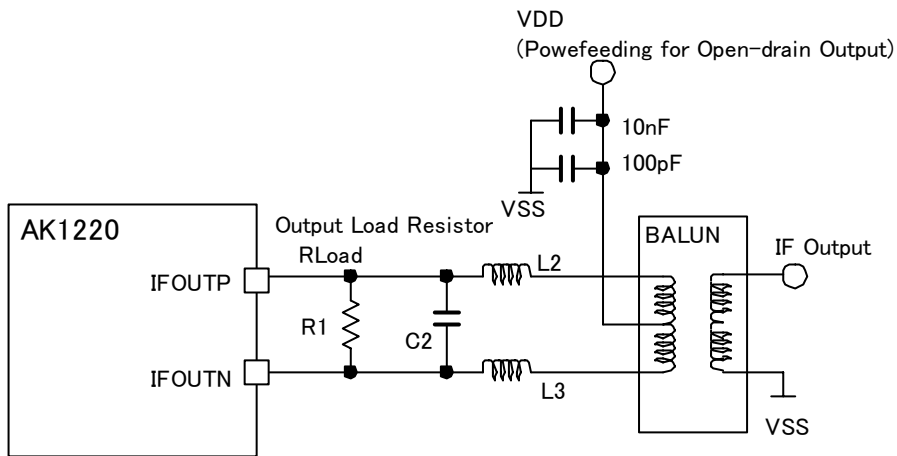 VDD
(Powefeeding for Open-drain Output)
10nF
100pF
VSS
AK1220
Output Load Resistor
RLoad
BALUN
IF Output
IFOUTP
L2
R1
C2
IFOUTN
L3
VSS